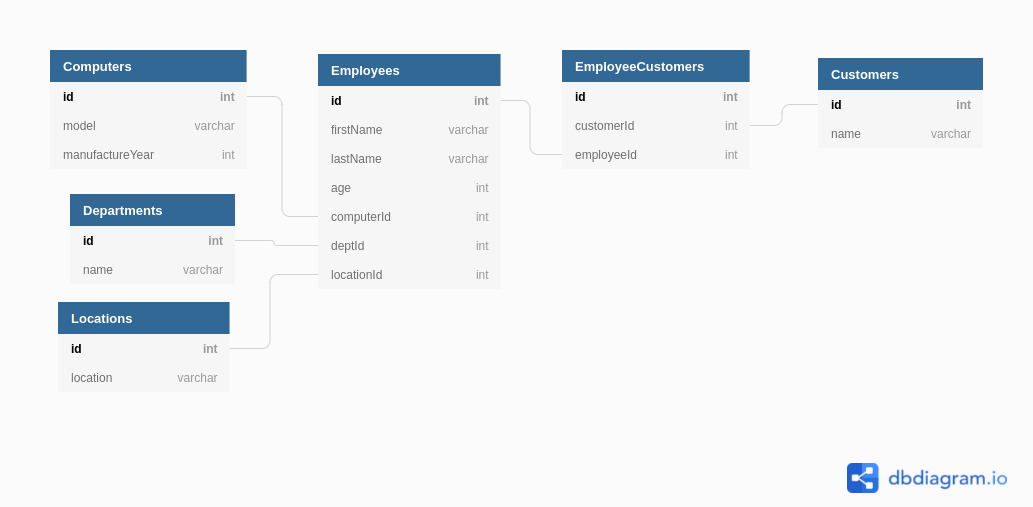 Computers
id int
model varchar
manufactureYear int
Departments
id int
name varchar
Locations
id int
location varchar
Employees
id int
firstName varchar
lastName varchar
age int
computerId int
deptId int
locationId int
EmployeeCustomers
id int
customerId int
employeeId int
Customers
id int
name varchar
dbdiagram.io